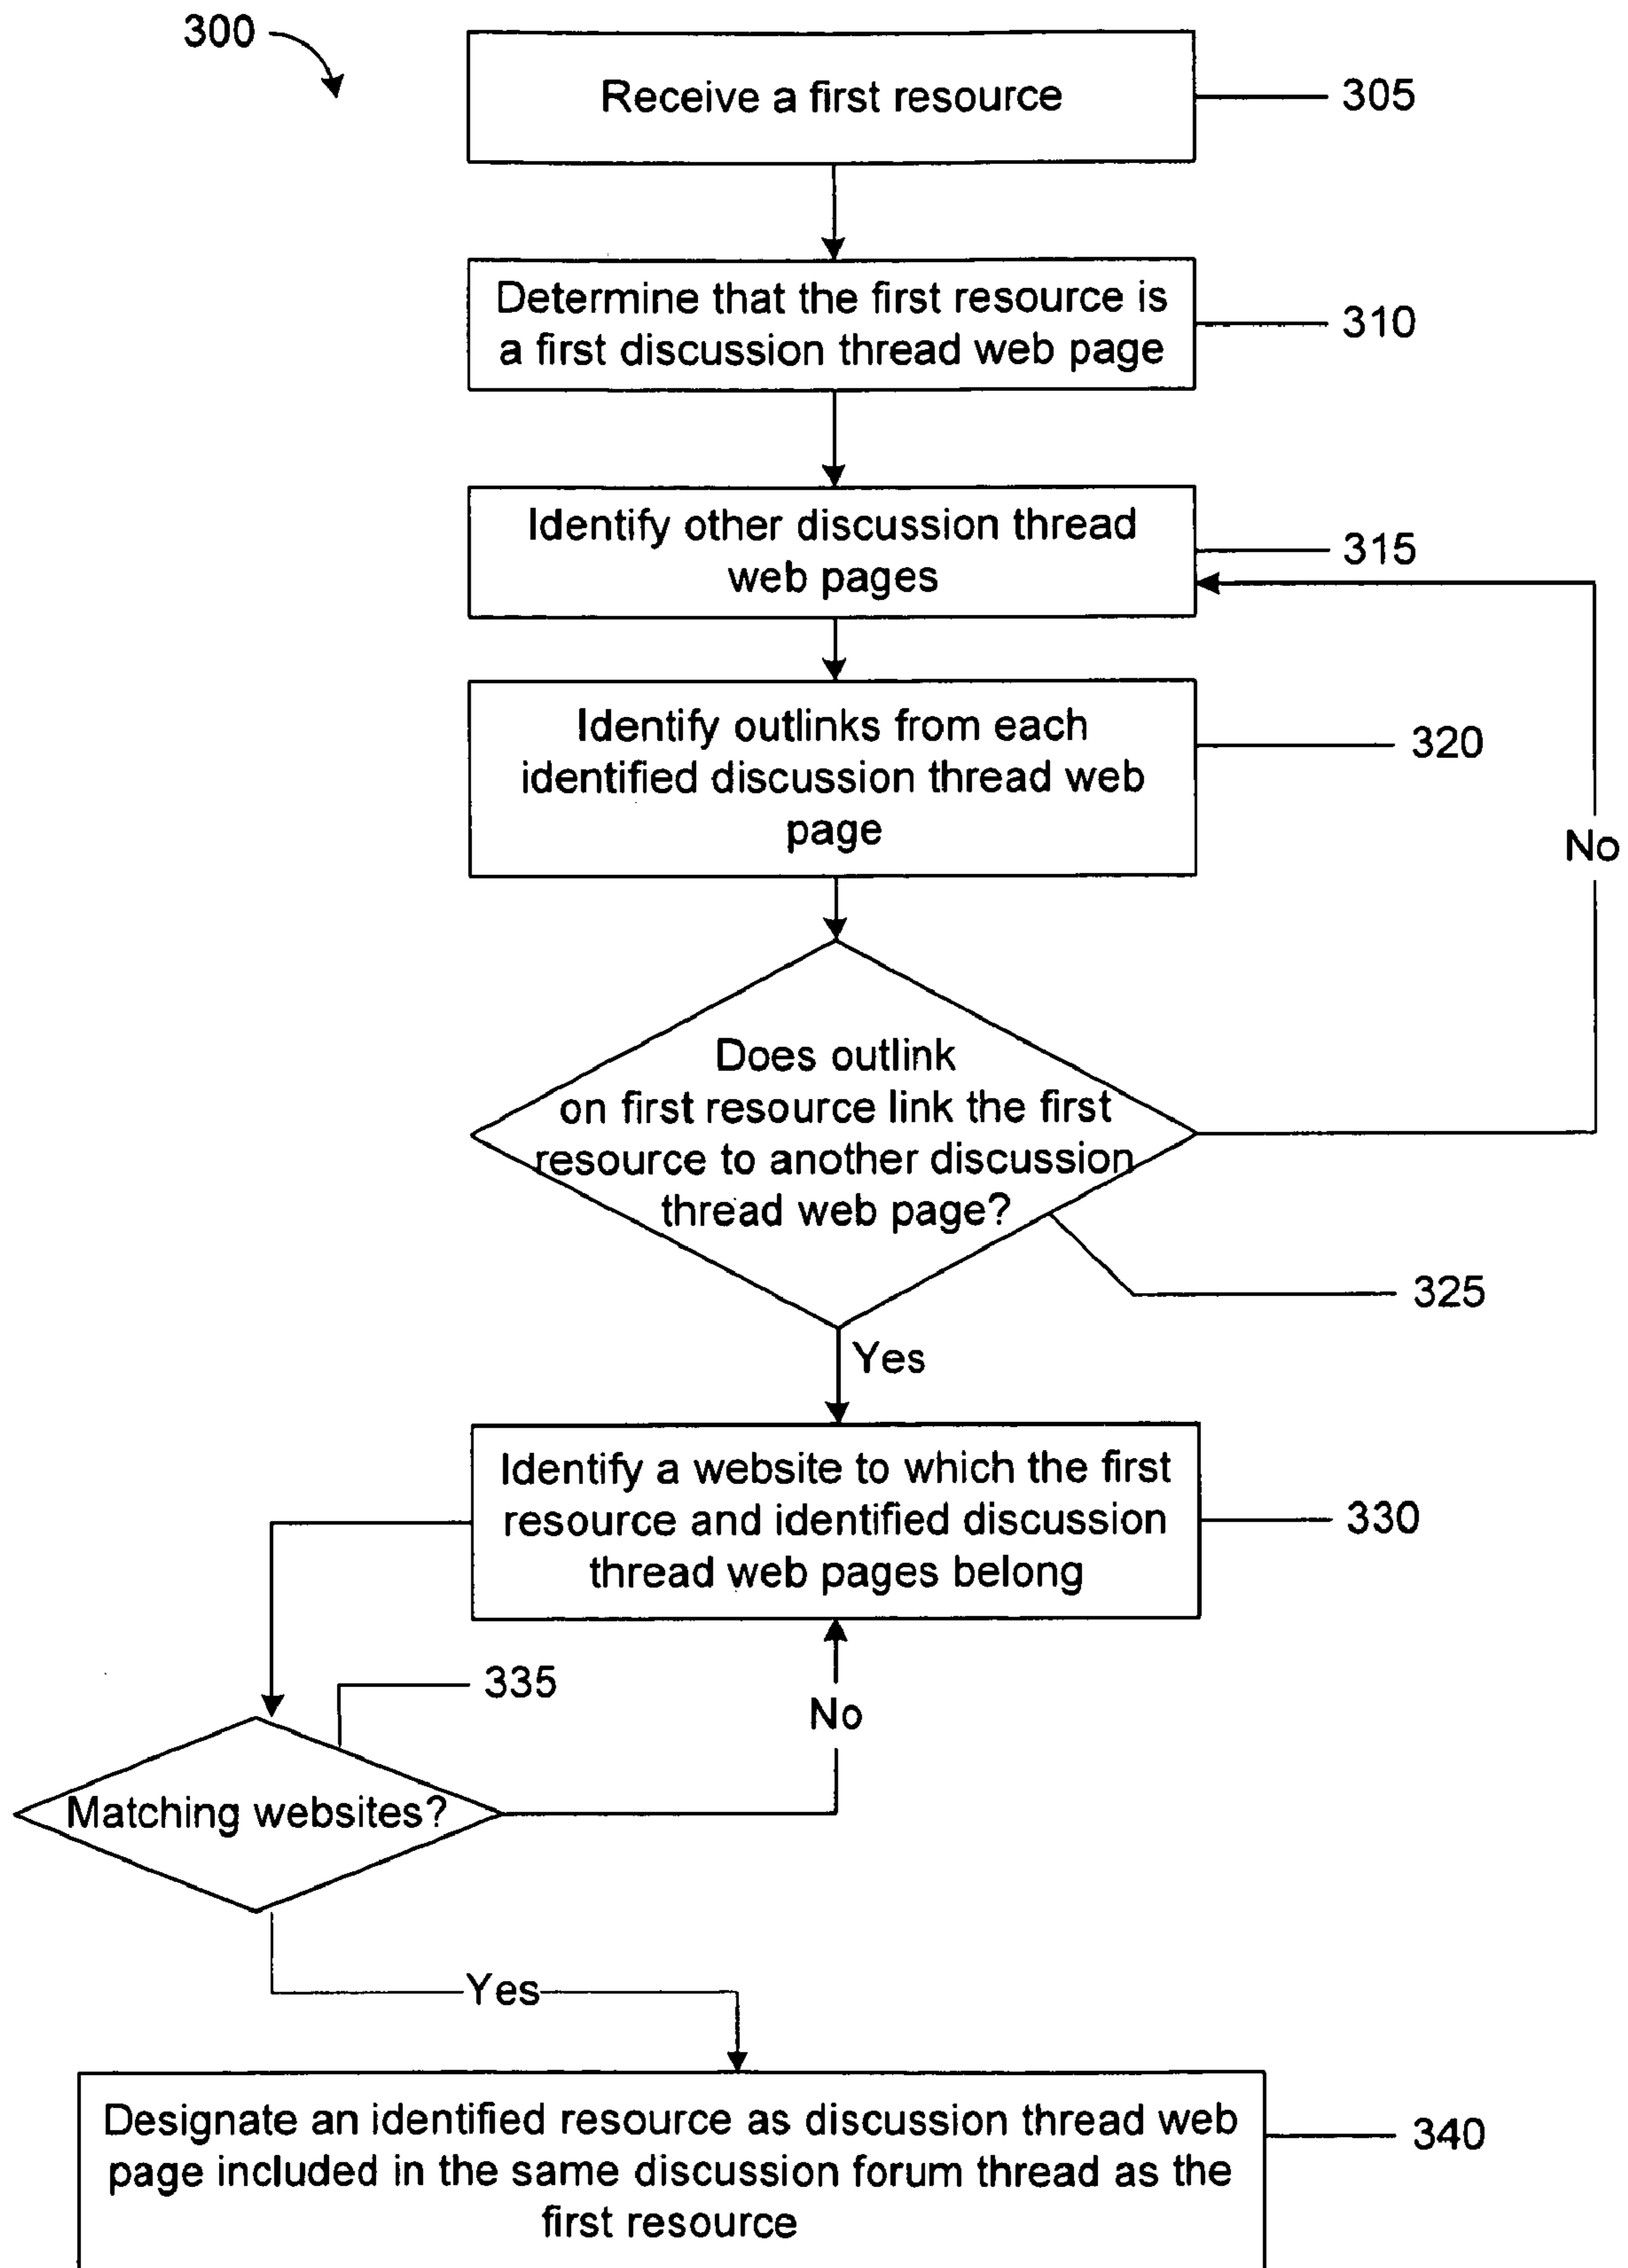 300
Receive a first resource
305
Determine that the first resource is
a first discussion thread web page
310
Identify other discussion thread
web pages
315
Identify outlinks from each
identified discussion thread web
page
320
No
Does outlink
on first resource link the first
resource to another discussion
thread web page?
325
Yes
Identify a website to which the first
resource and identified discussion
thread web pages belong
330
335
No
Matching websites?
Yes
Designate an identified resource as discussion thread web
page included in the same discussion forum thread as the
first resource
340